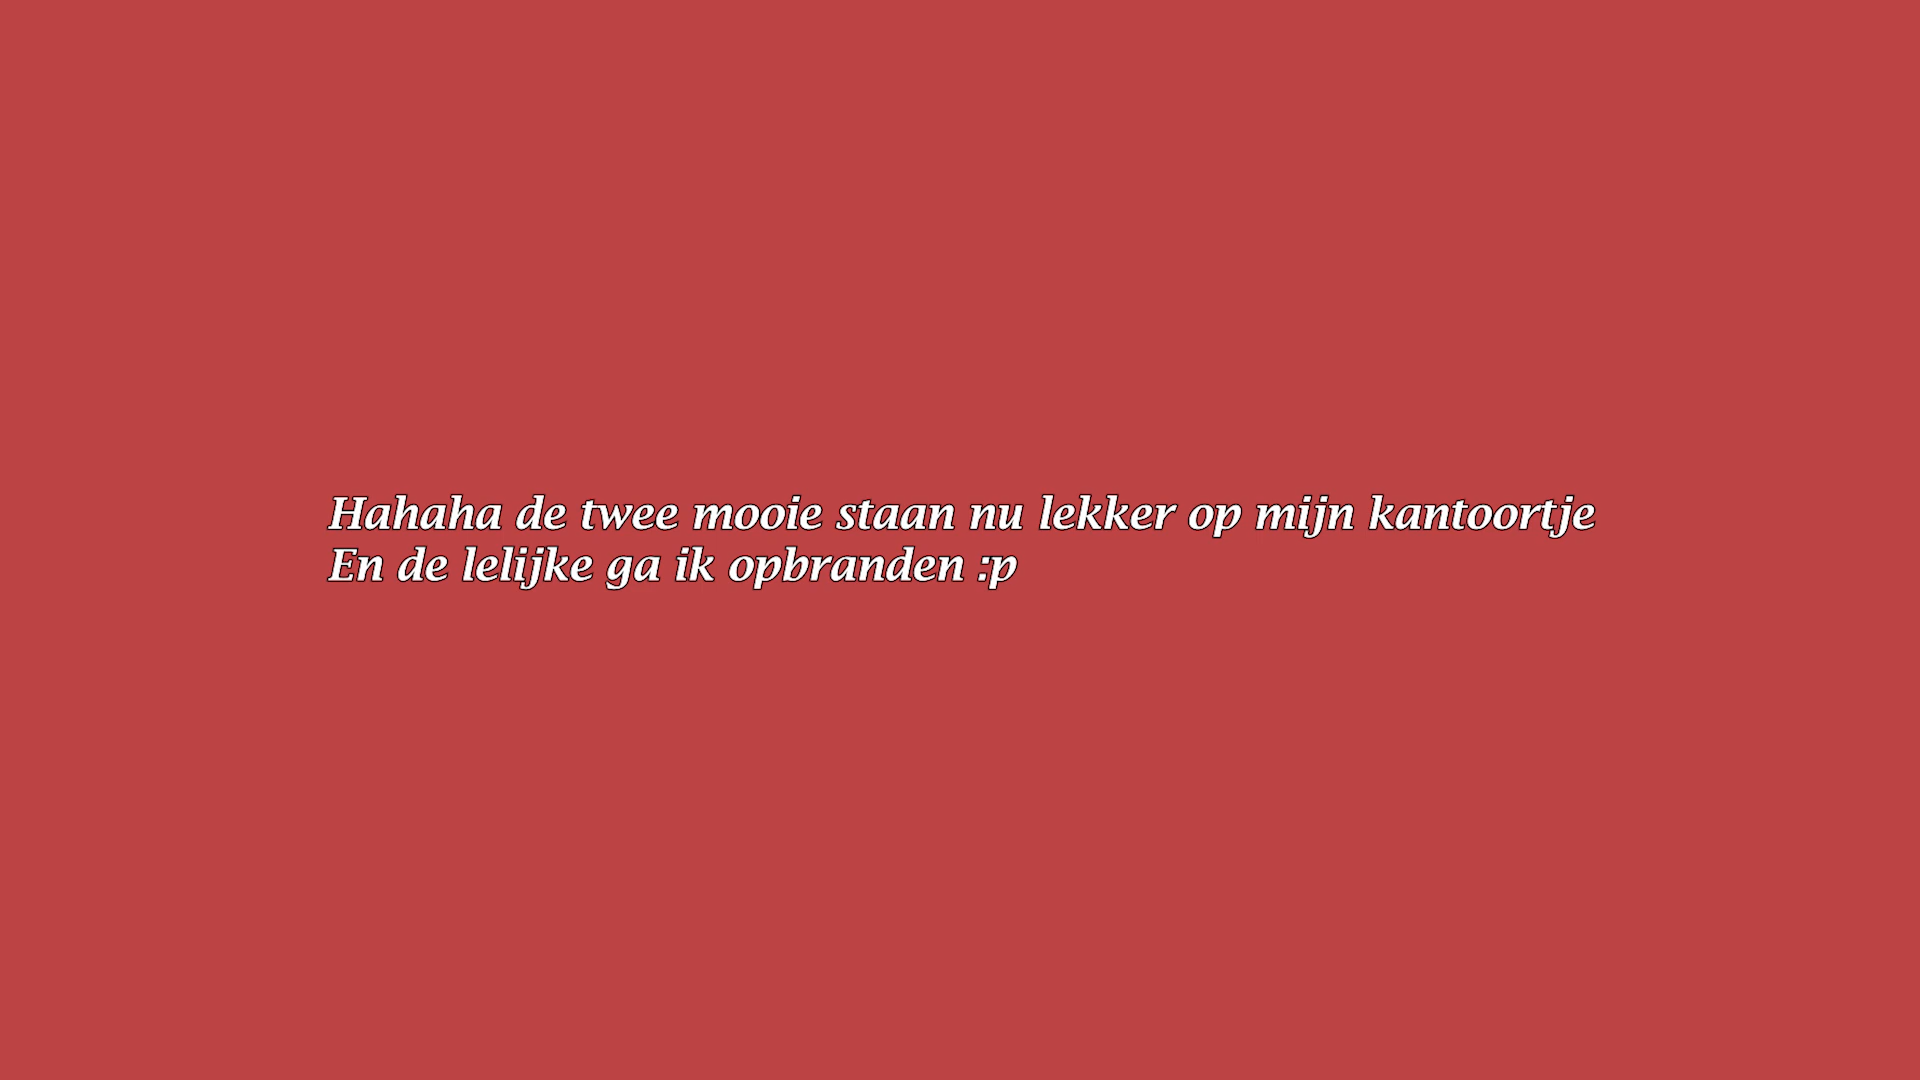 Hahaha de twee mooie staan nu lekker op mijn kantoortje
En de lelijke ga ik opbranden :p